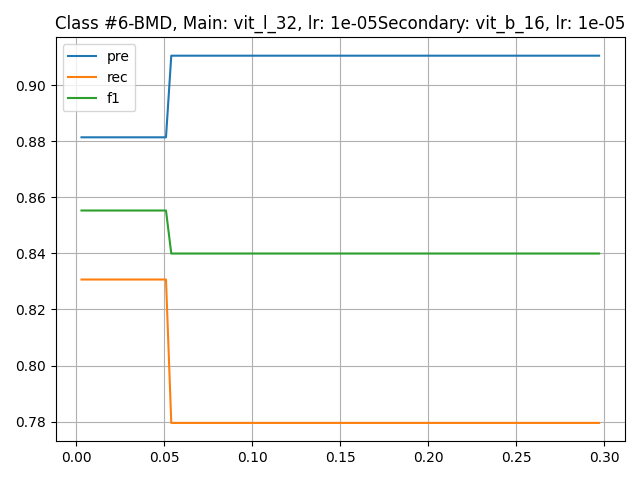 Class #6-BMD, Main: vit_l_32, lr: 1e-05Secondary: vit_b_16, lr: 1e-05
pre
rec
f1
0.90
0.88
0.86
0.84
0.82
0.80
0.78
0.00 0.05 0.10 0.15 0.20 0.25 0.30